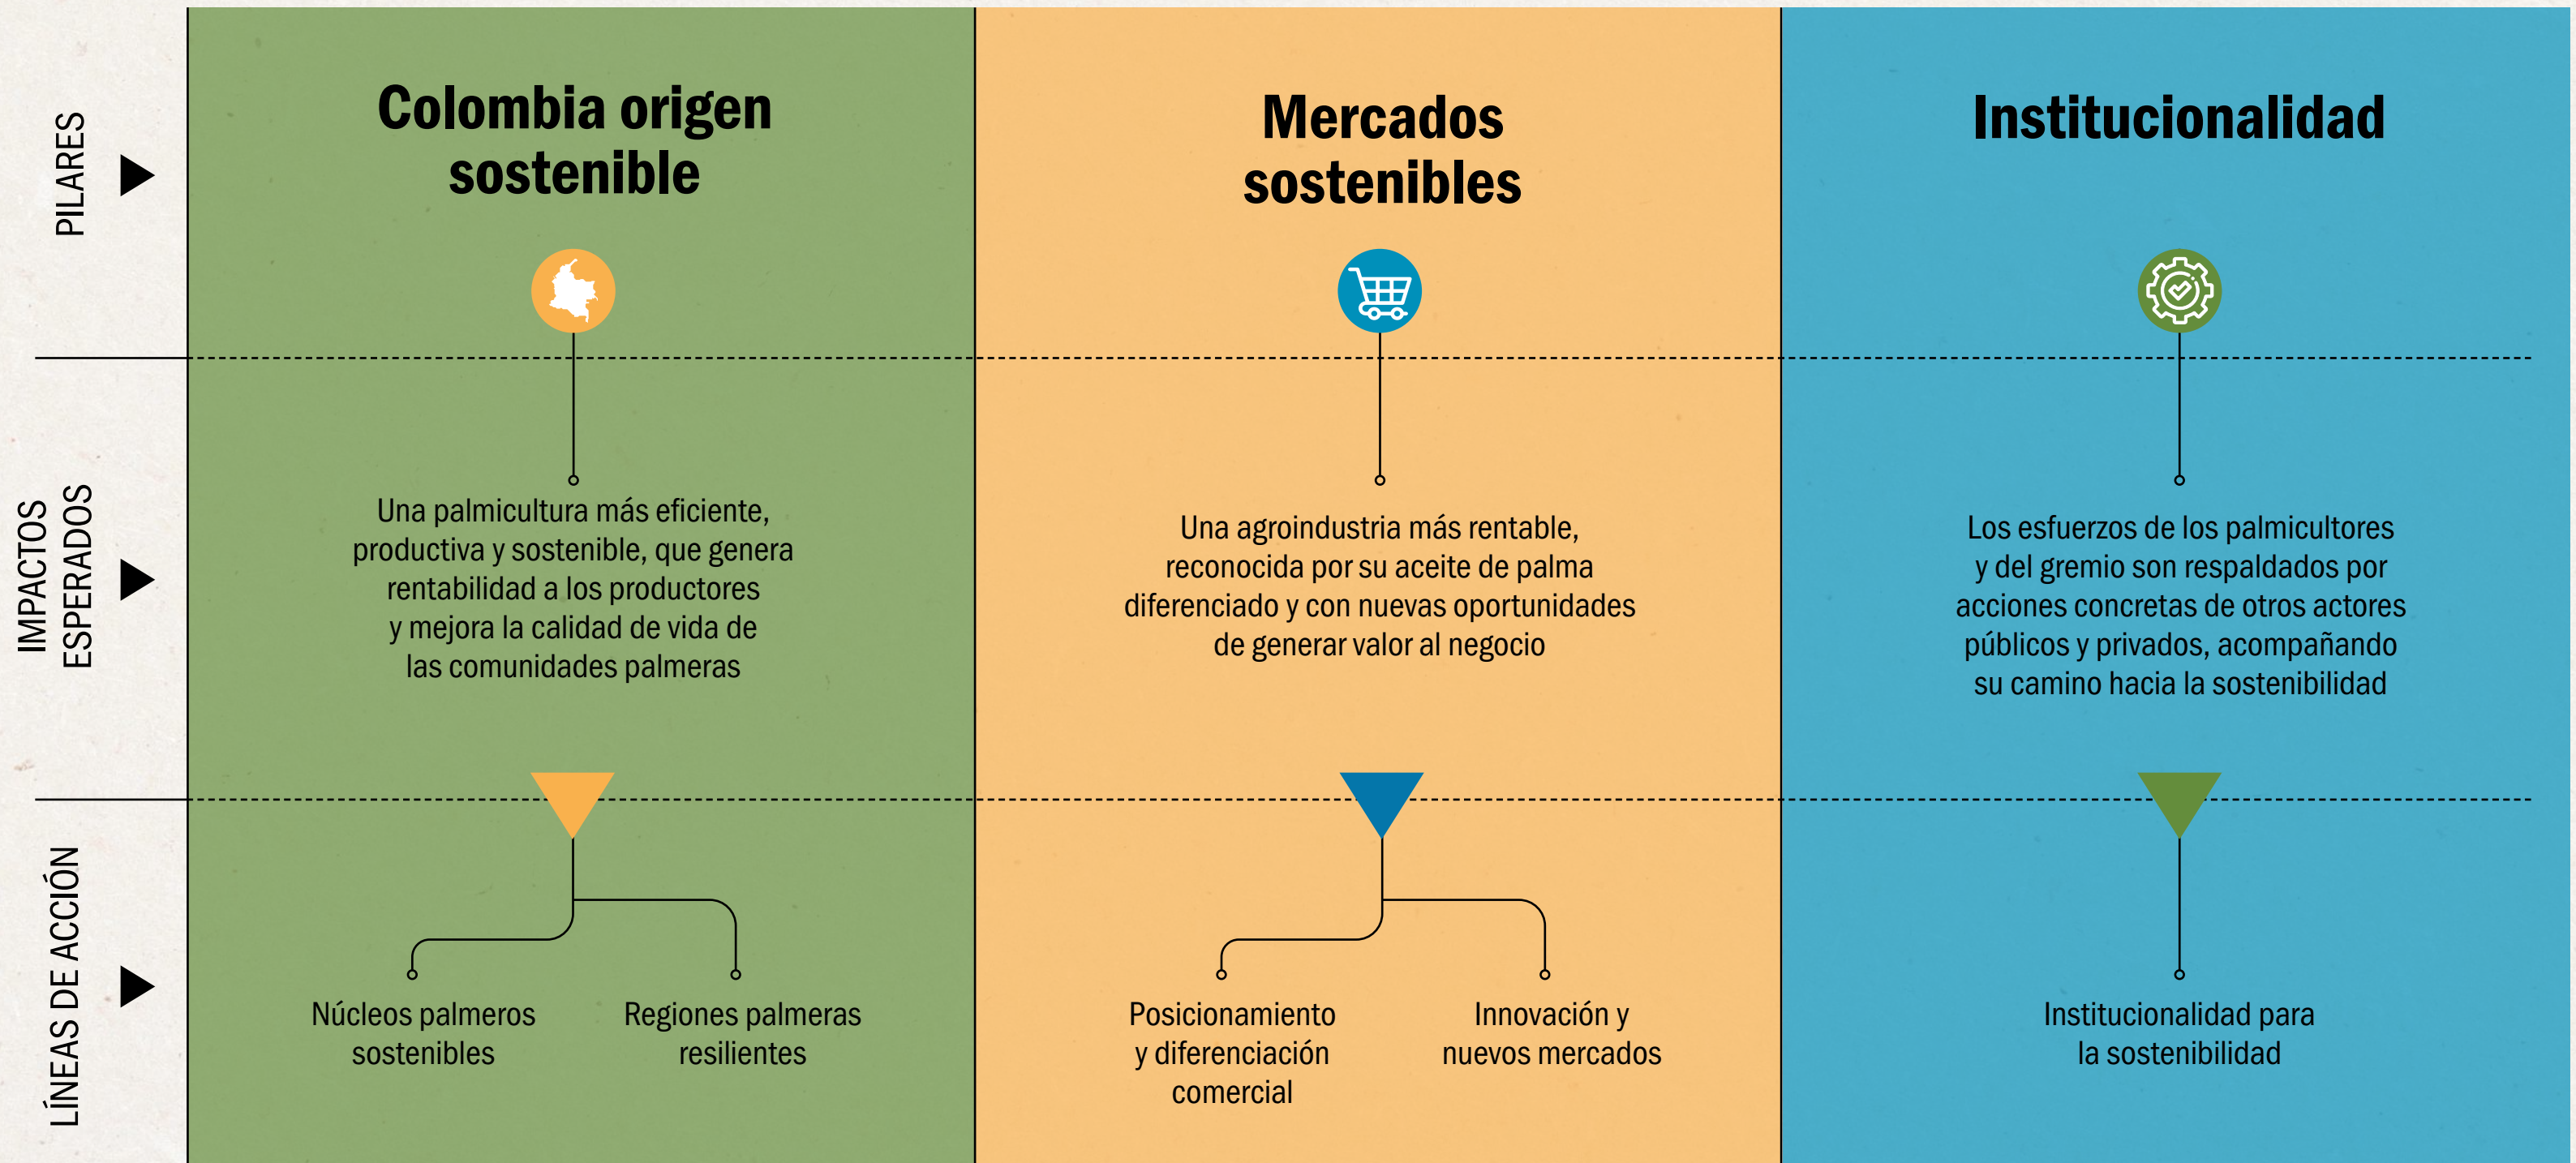 PILARES
Colombia origen
sostenible
Mercados
sostenibles
Institucionalidad
IMPACTOS
ESPERADOS
Una palmicultura más eficiente,
productiva y sostenible, que genera
rentabilidad a los productores
y mejora la calidad de vida de
las comunidades palmeras
Una agroindustria más rentable,
reconocida por su aceite de palma
diferenciado y con nuevas oportunidades
de generar valor al negocio
Los esfuerzos de los palmicultores
y del gremio son respaldados por
acciones concretas de otros actores
públicos y privados, acompañando
su camino hacia la sostenibilidad
LÍNEAS DE ACCIÓN
Núcleos palmeros
sostenibles
Regiones palmeras
resilientes
Posicionamiento
y diferenciación
comercial
Innovación y
nuevos mercados
Institucionalidad para
la sostenibilidad